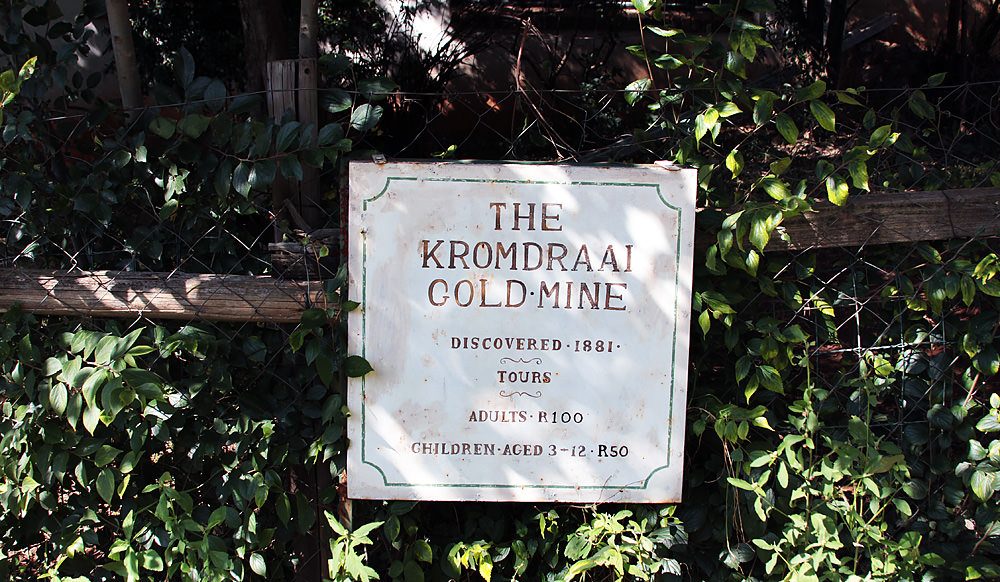 THE
KROMDRAAI
GOLD·MINE
DISCOVERED·1881·
TOURS
ADULTS·R100
CHILDREN·AGED 3-12·R50